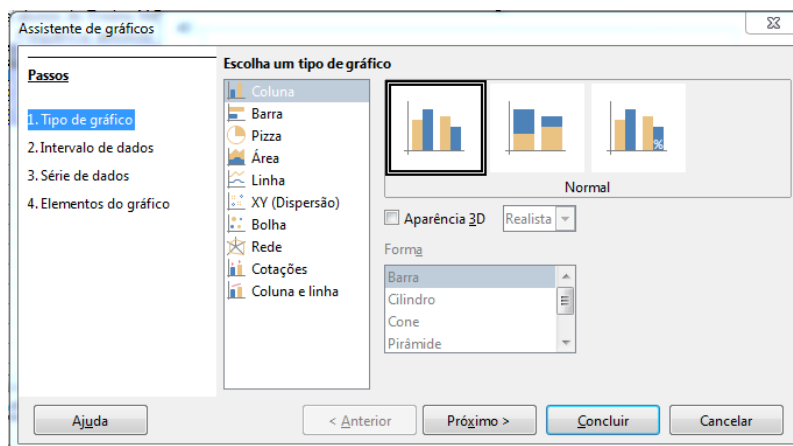 Assistente de gráficos
Passos
1. Tipo de gráfico
2. Intervalo de dados
3. Série de dados
4. Elementos do gráfico
Escolha um tipo de gráfico
Coluna
Barra
Pizza
Área
Linha
XY (Dispersão)
Bolha
Rede
Cotações
Coluna e linha
%
Normal
Aparência 3D
Realista
Forma
Barra
Cilindro
Cone
Pirâmide
Ajuda
< Anterior
Próximo >
Concluir
Cancelar